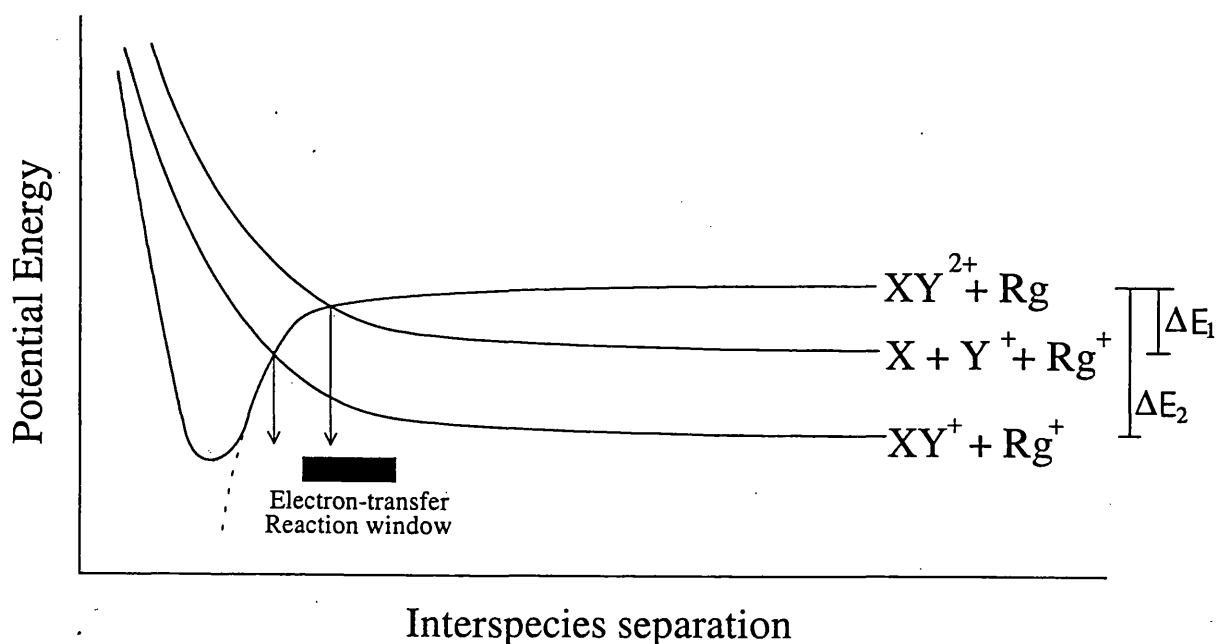 Potential Energy
XY²⁺ + Rg
X + Y⁺ + Rg⁺
XY⁺ + Rg⁺
ΔE₁
ΔE₂
Electron-transfer
Reaction window
Interspecies separation